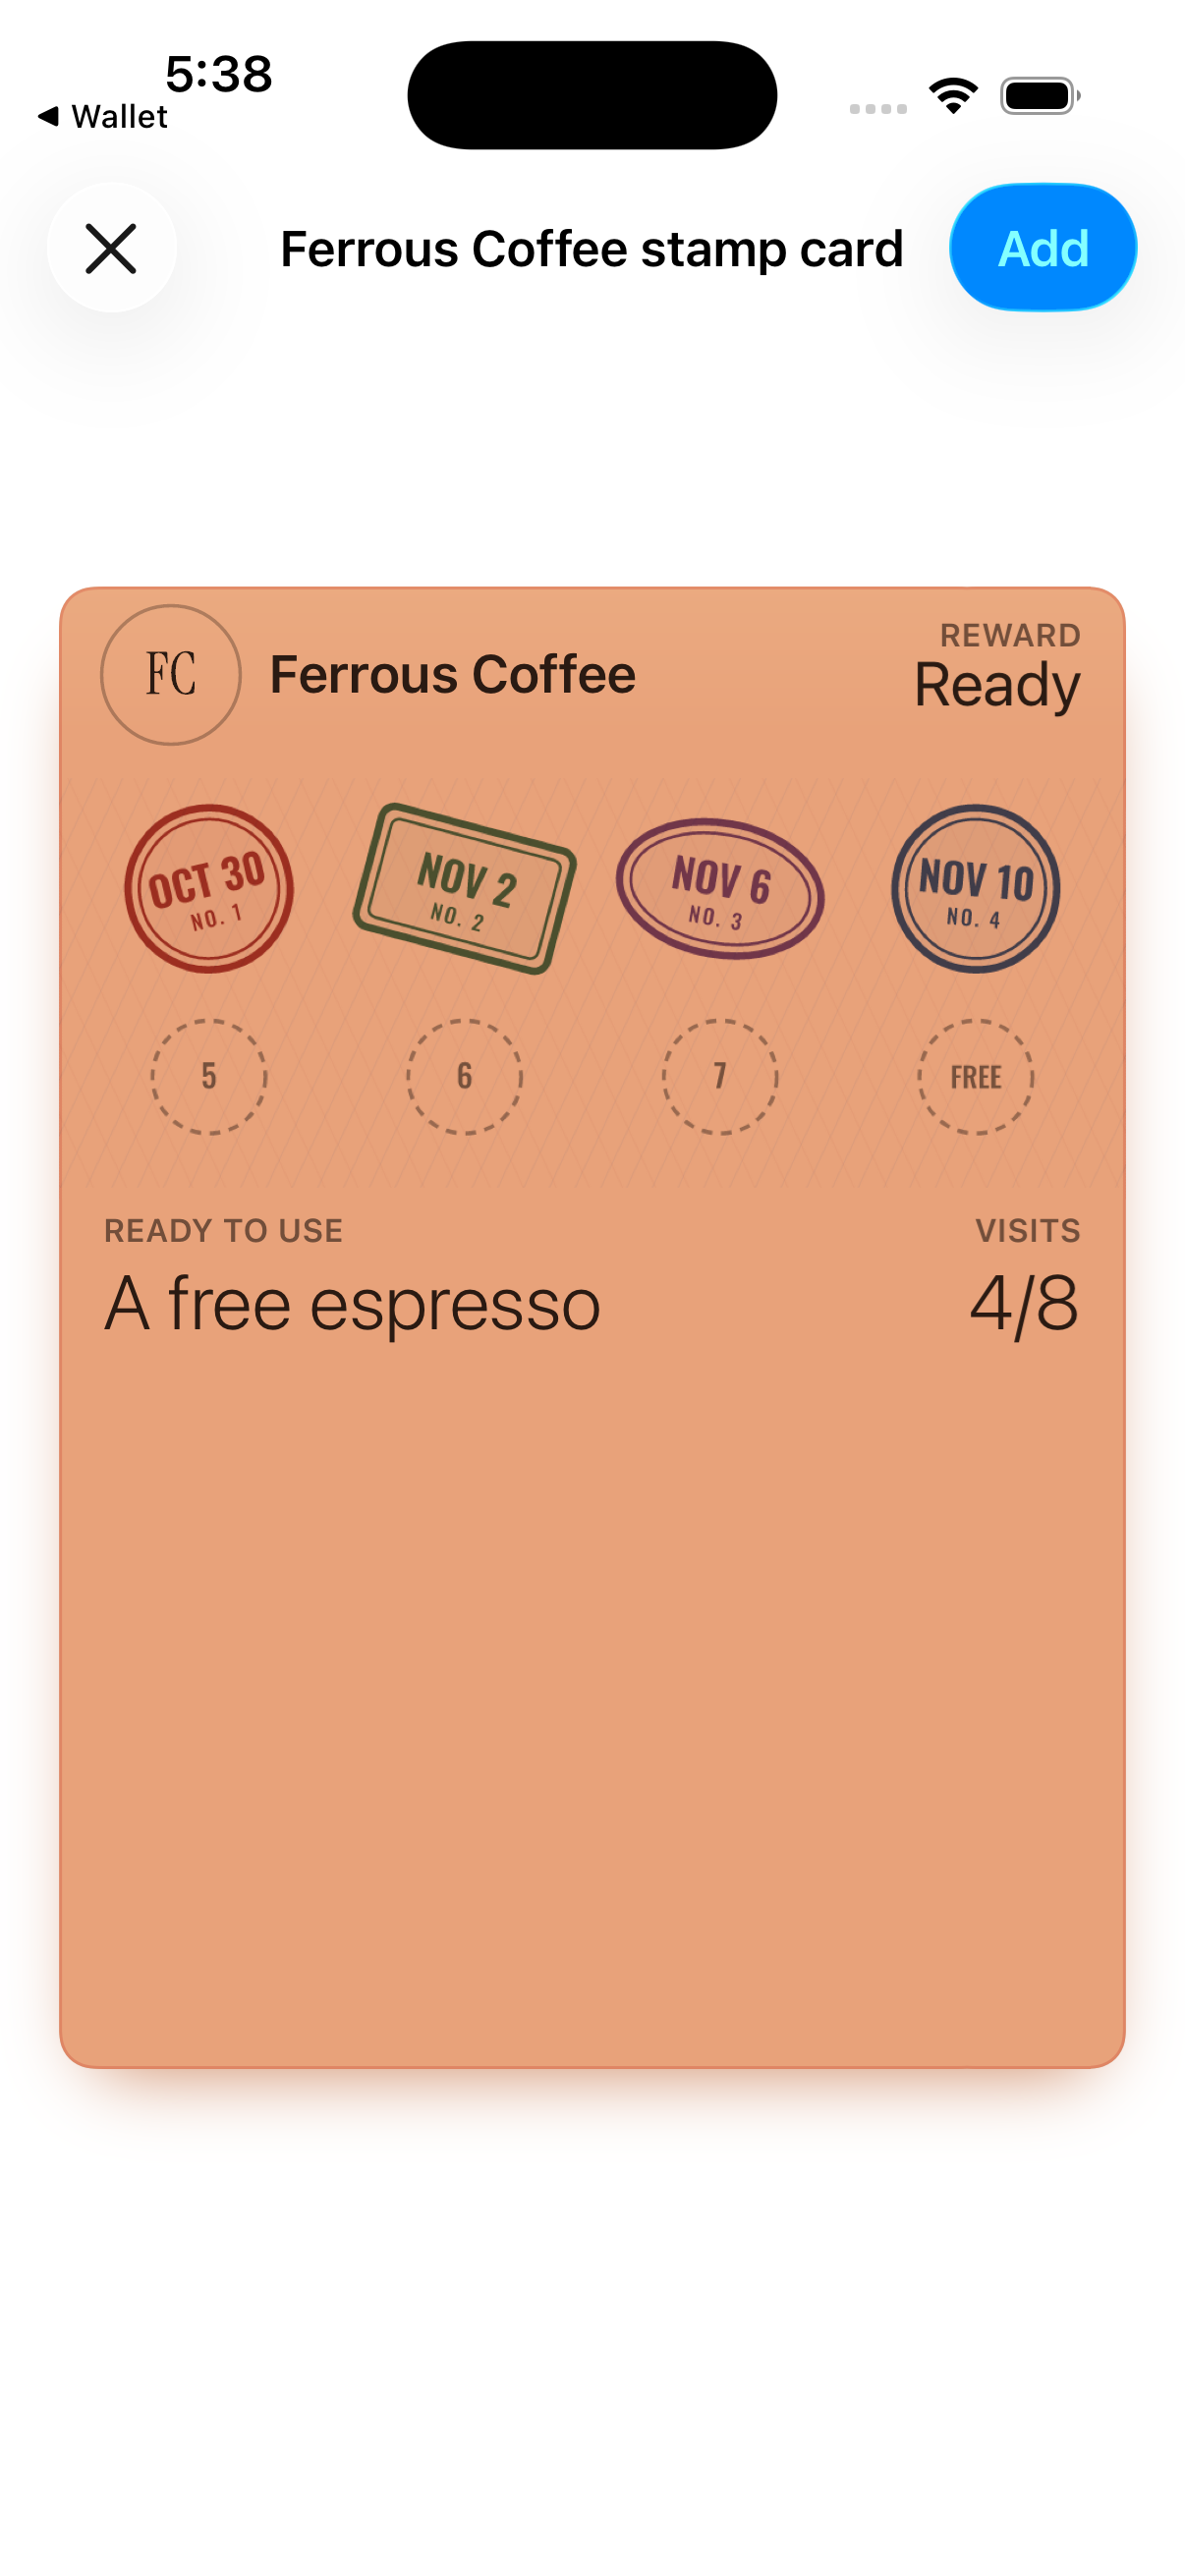 5:38
Wallet
Ferrous Coffee stamp card
Add
FC
Ferrous Coffee
REWARD
Ready
OCT 30
NO. 1
NOV 2
NO. 2
NOV 6
NO. 3
NOV 10
NO. 4
5
6
7
FREE
READY TO USE
VISITS
A free espresso
4/8